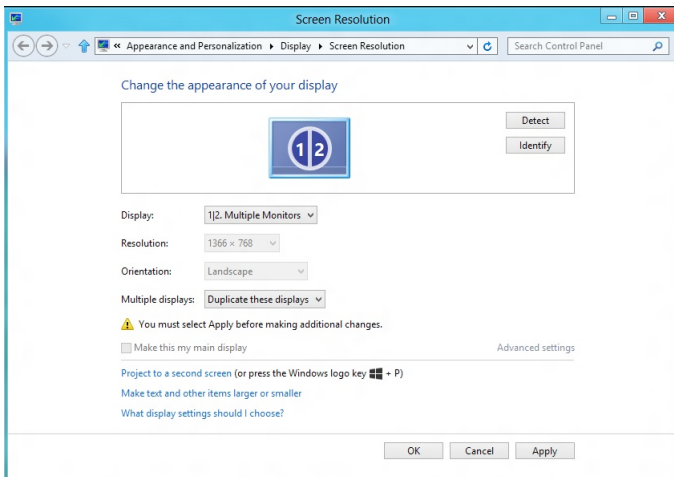 Screen Resolution
« Appearance and Personalization ▸ Display ▸ Screen Resolution
Search Control Panel
Change the appearance of your display
1|2
Detect
Identify
Display: 1|2. Multiple Monitors
Resolution: 1366 × 768
Orientation: Landscape
Multiple displays: Duplicate these displays
You must select Apply before making additional changes.
Make this my main display Advanced settings
Project to a second screen (or press the Windows logo key + P)
Make text and other items larger or smaller
What display settings should I choose?
OK Cancel Apply